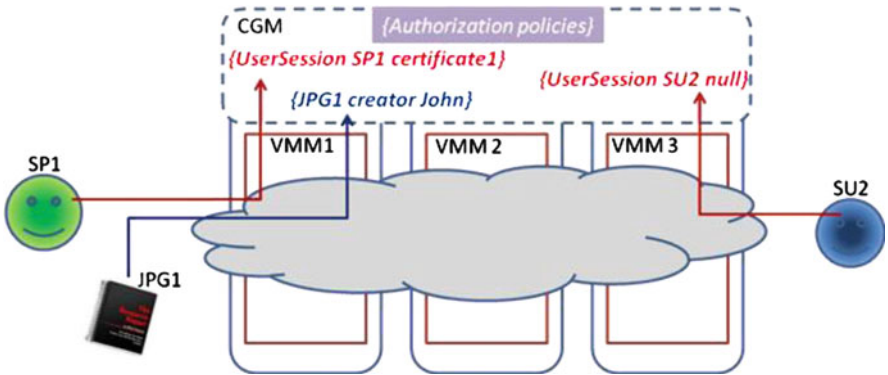 CGM
{Authorization policies}
{UserSession SP1 certificate1}
{UserSession SU2 null}
{JPG1 creator John}
VMM1
VMM 2
VMM 3
SP1
SU2
JPG1